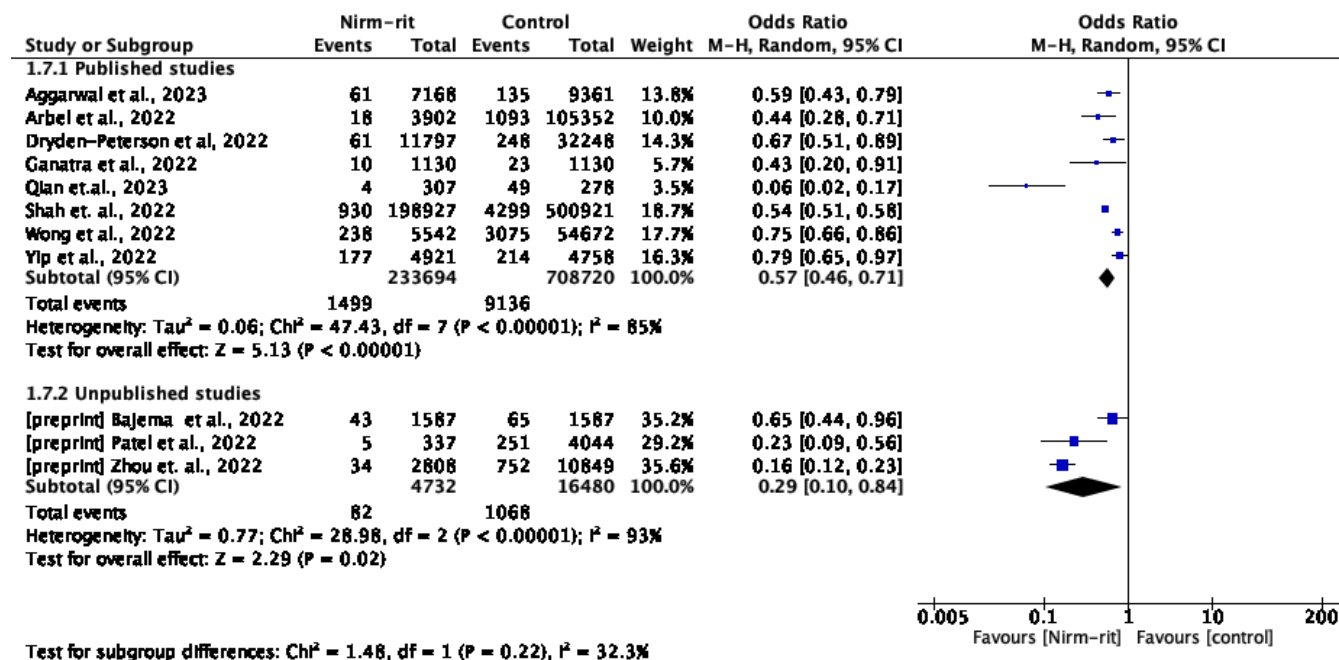 Nirm-rit Control Odds Ratio Odds Ratio
Study or Subgroup Events Total Events Total Weight M-H, Random, 95% CI M-H, Random, 95% CI
1.7.1 Published studies
Aggarwal et al., 2023 61 7168 135 9361 13.8% 0.59 [0.43, 0.79]
Arbel et al., 2022 18 3902 1093 105352 10.0% 0.44 [0.28, 0.71]
Dryden-Peterson et al, 2022 61 11797 248 32248 14.3% 0.67 [0.51, 0.89]
Ganatra et al., 2022 10 1130 23 1130 5.7% 0.43 [0.20, 0.91]
Qian et.al., 2023 4 307 49 278 3.5% 0.06 [0.02, 0.17]
Shah et. al., 2022 930 198927 4299 500921 18.7% 0.54 [0.51, 0.58]
Wong et al., 2022 238 5542 3075 54672 17.7% 0.75 [0.66, 0.86]
Yip et al., 2022 177 4921 214 4758 16.3% 0.79 [0.65, 0.97]
Subtotal (95% CI) 233694 708720 100.0% 0.57 [0.46, 0.71]
Total events 1499 9136
Heterogeneity: Tau² = 0.06; Chi² = 47.43, df = 7 (P < 0.00001); I² = 85%
Test for overall effect: Z = 5.13 (P < 0.00001)
1.7.2 Unpublished studies
[preprint] Bajema et al., 2022 43 1587 65 1587 35.2% 0.65 [0.44, 0.96]
[preprint] Patel et al., 2022 5 337 251 4044 29.2% 0.23 [0.09, 0.56]
[preprint] Zhou et. al., 2022 34 2808 752 10849 35.6% 0.16 [0.12, 0.23]
Subtotal (95% CI) 4732 16480 100.0% 0.29 [0.10, 0.84]
Total events 82 1068
Heterogeneity: Tau² = 0.77; Chi² = 28.98, df = 2 (P < 0.00001); I² = 93%
Test for overall effect: Z = 2.29 (P = 0.02)
0.005 0.1 1 10 200
Favours [Nirm-rit] Favours [control]
Test for subgroup differences: Chi² = 1.48, df = 1 (P = 0.22), I² = 32.3%